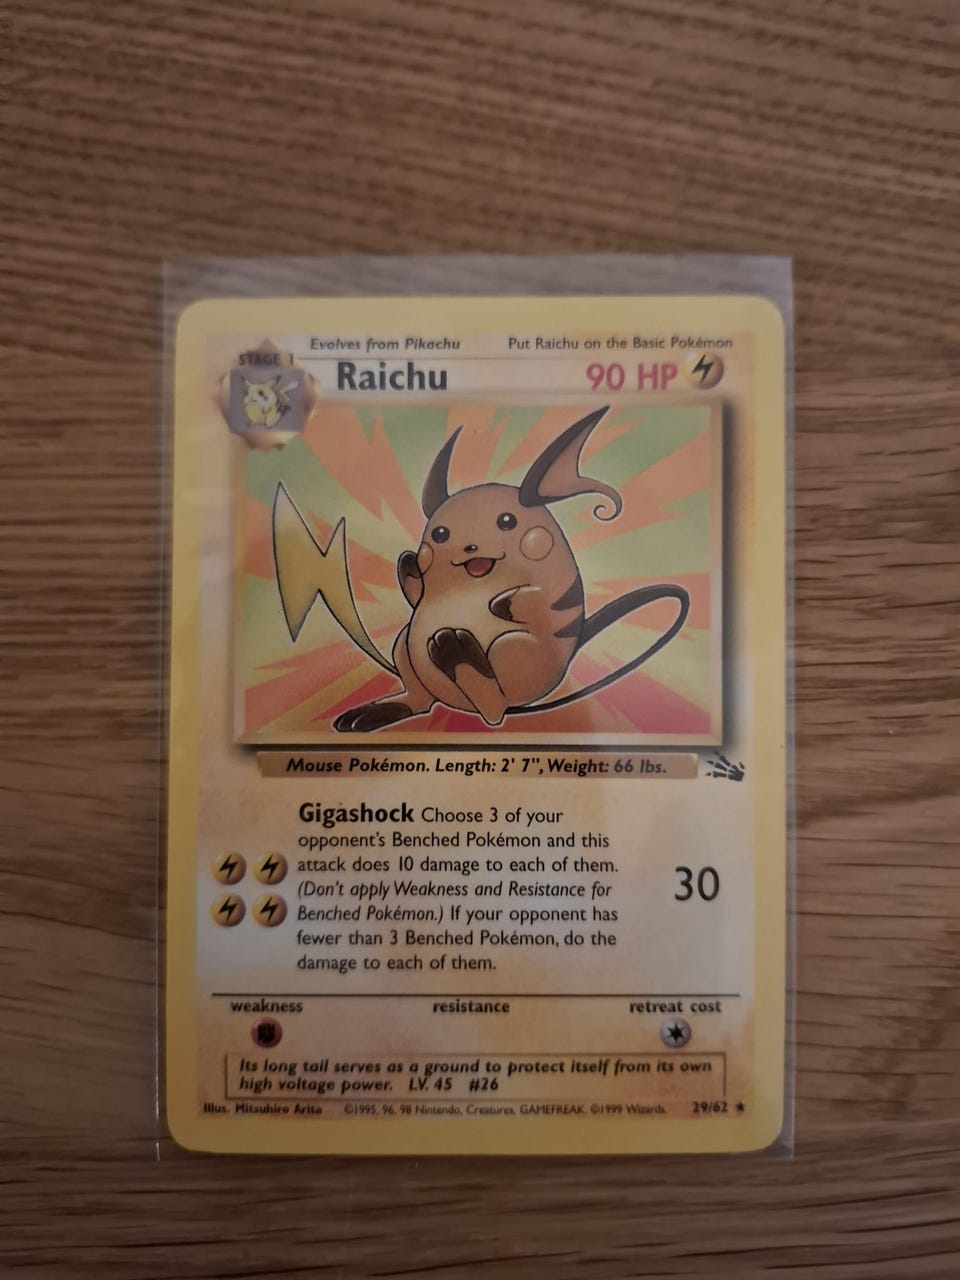 Evolves from Pikachu Put Raichu on the Basic Pokémon
STAGE 1
Raichu 90 HP
Mouse Pokémon. Length: 2' 7", Weight: 66 lbs.
Gigashock Choose 3 of your
opponent's Benched Pokémon and this
attack does 10 damage to each of them.
(Don't apply Weakness and Resistance for
Benched Pokémon.) If your opponent has
fewer than 3 Benched Pokémon, do the
damage to each of them.
30
weakness resistance retreat cost
Its long tail serves as a ground to protect itself from its own
high voltage power. LV. 45 #26
Illus. Mitsuhiro Arita ©1995, 96, 98 Nintendo, Creatures, GAMEFREAK. ©1999 Wizards. 29/62 ★